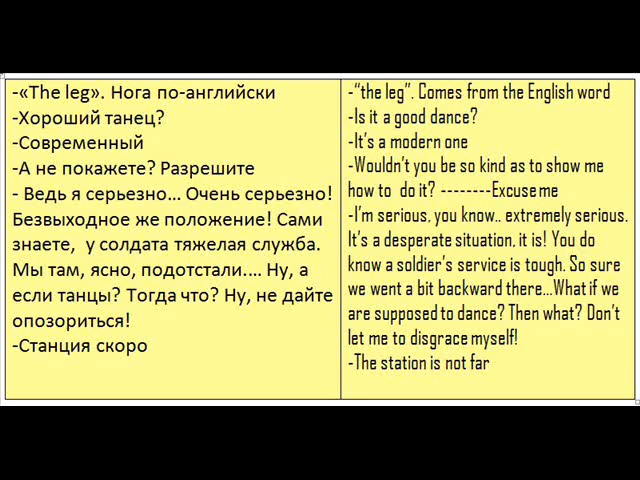 -«The leg». Нога по-английски
-Хороший танец?
-Современный
-А не покажете? Разрешите
- Ведь я серьезно... Очень серьезно!
Безвыходное же положение! Сами
знаете,  у солдата тяжелая служба.
Мы там, ясно, подотстали.... Ну, а
если танцы? Тогда что? Ну, не дайте
опозориться!
-Станция скоро
-“the leg”. Comes from the English word
-Is it a good dance?
-It’s a modern one
-Wouldn’t you be so kind as to show me
how to  do it? --------Excuse me
-I’m serious, you know.. extremely serious.
It’s a desperate situation, it is! You do
know a soldier’s service is tough. So sure
we went a bit backward there...What if we
are supposed to dance? Then what? Don’t
let me to disgrace myself!
-The station is not far